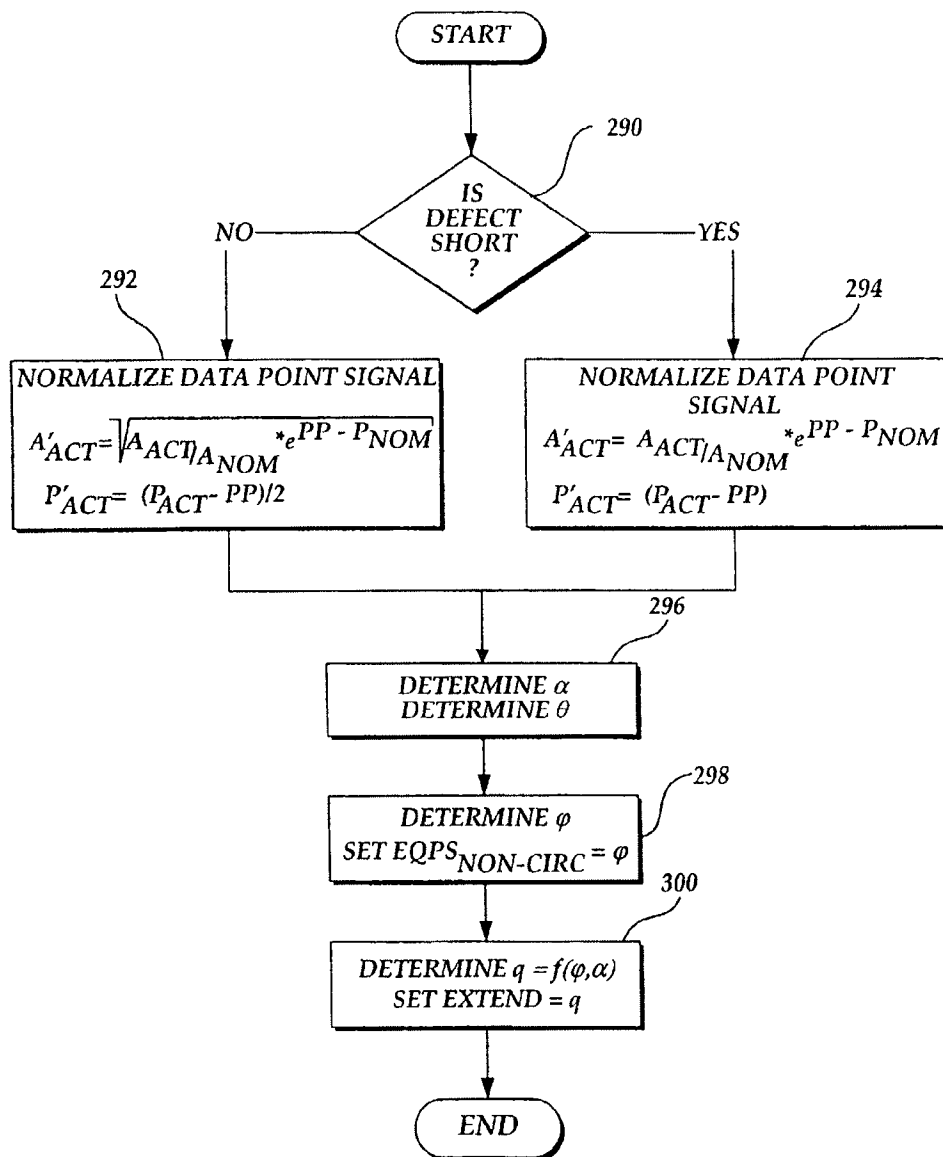 START
290
IS
DEFECT
SHORT
?
NO
YES
292
294
NORMALIZE DATA POINT SIGNAL
A'ACT=√AACT/ANOM*ePP - PNOM
P'ACT= (PACT- PP)/2
NORMALIZE DATA POINT
SIGNAL
A'ACT= AACT/ANOM*ePP - PNOM
P'ACT= (PACT- PP)
296
DETERMINE α
DETERMINE θ
298
DETERMINE φ
SET EQPSNON-CIRC= φ
300
DETERMINE q = f(φ,α)
SET EXTEND = q
END